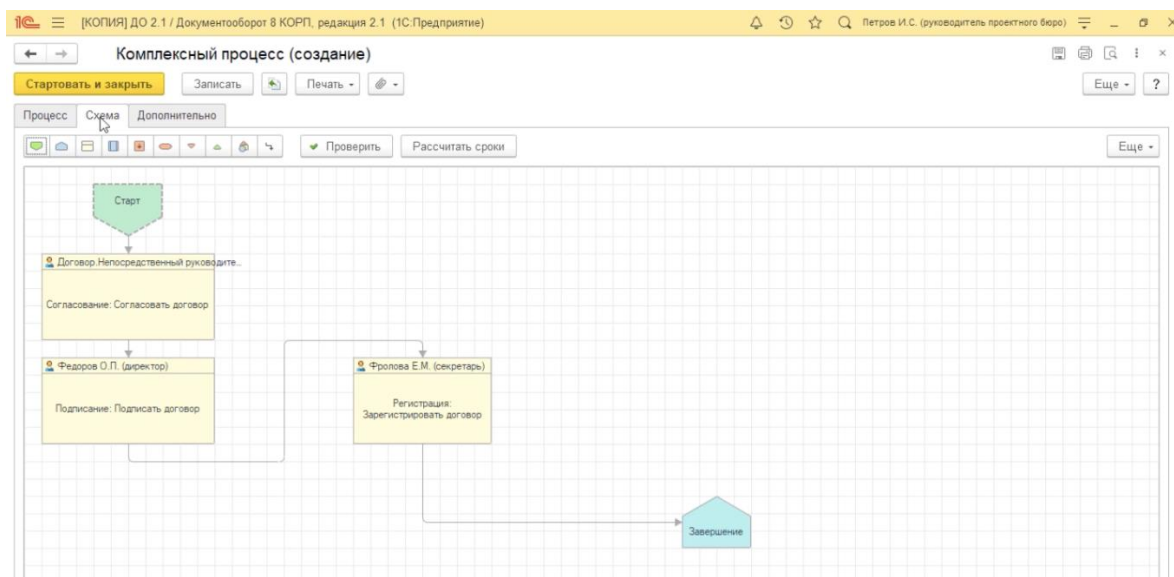 [КОПИЯ] ДО 2.1 / Документооборот 8 КОРП, редакция 2.1 (1С:Предприятие)
Петров И.С. (руководитель проектного бюро)
Комплексный процесс (создание)
Стартовать и закрыть
Записать
Печать
Еще
?
Процесс
Схема
Дополнительно
Проверить
Рассчитать сроки
Еще
Старт
Договор.Непосредственный руководите...
Согласование: Согласовать договор
Федоров О.П. (директор)
Подписание: Подписать договор
Фролова Е.М. (секретарь)
Регистрация:
Зарегистрировать договор
Завершение